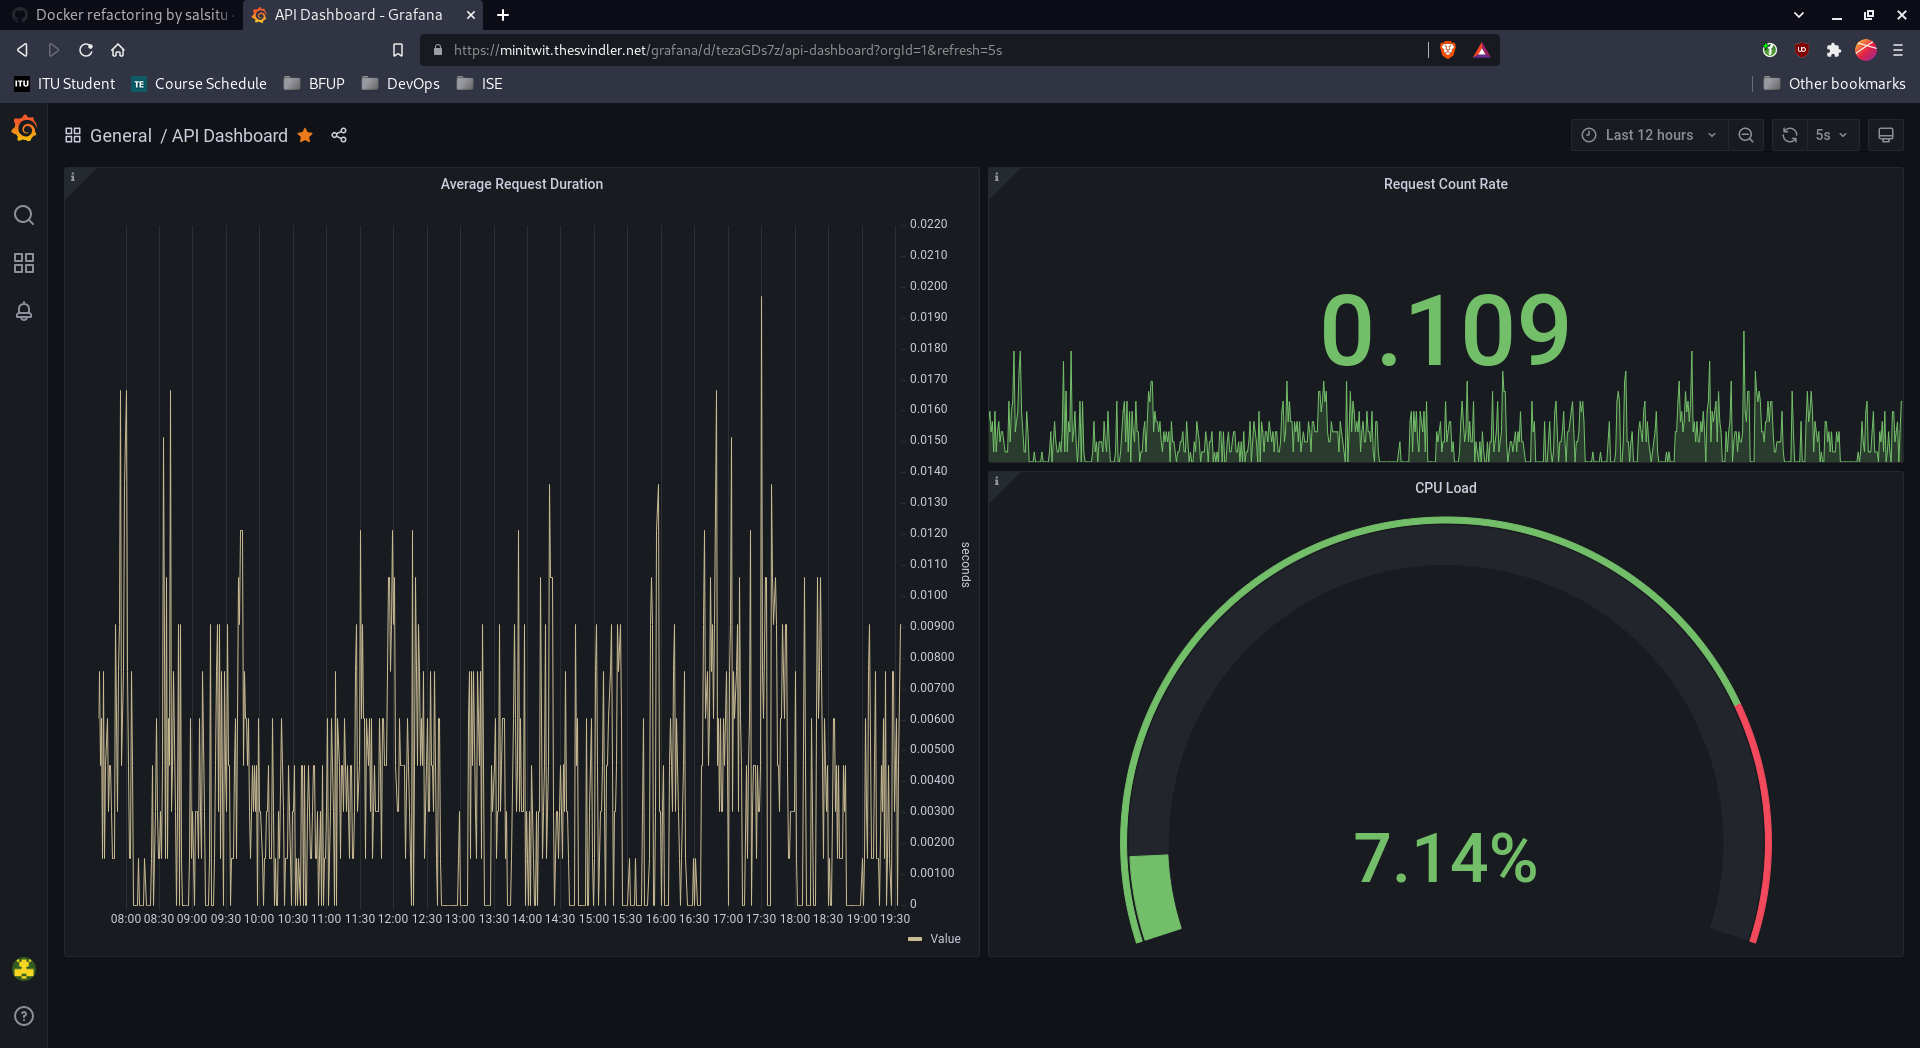 Docker refactoring by salsitu
API Dashboard - Grafana
https://minitwit.thesvindler.net/grafana/d/tezaGDs7z/api-dashboard?orgId=1&refresh=5s
ITU ITU Student TE Course Schedule BFUP DevOps ISE Other bookmarks
General / API Dashboard
Last 12 hours 5s
Average Request Duration
0.0220
0.0210
0.0200
0.0190
0.0180
0.0170
0.0160
0.0150
0.0140
0.0130
0.0120
0.0110
0.0100
0.00900
0.00800
0.00700
0.00600
0.00500
0.00400
0.00300
0.00200
0.00100
0
seconds
08:00 08:30 09:00 09:30 10:00 10:30 11:00 11:30 12:00 12:30 13:00 13:30 14:00 14:30 15:00 15:30 16:00 16:30 17:00 17:30 18:00 18:30 19:00 19:30
Value
Request Count Rate
0.109
CPU Load
7.14%